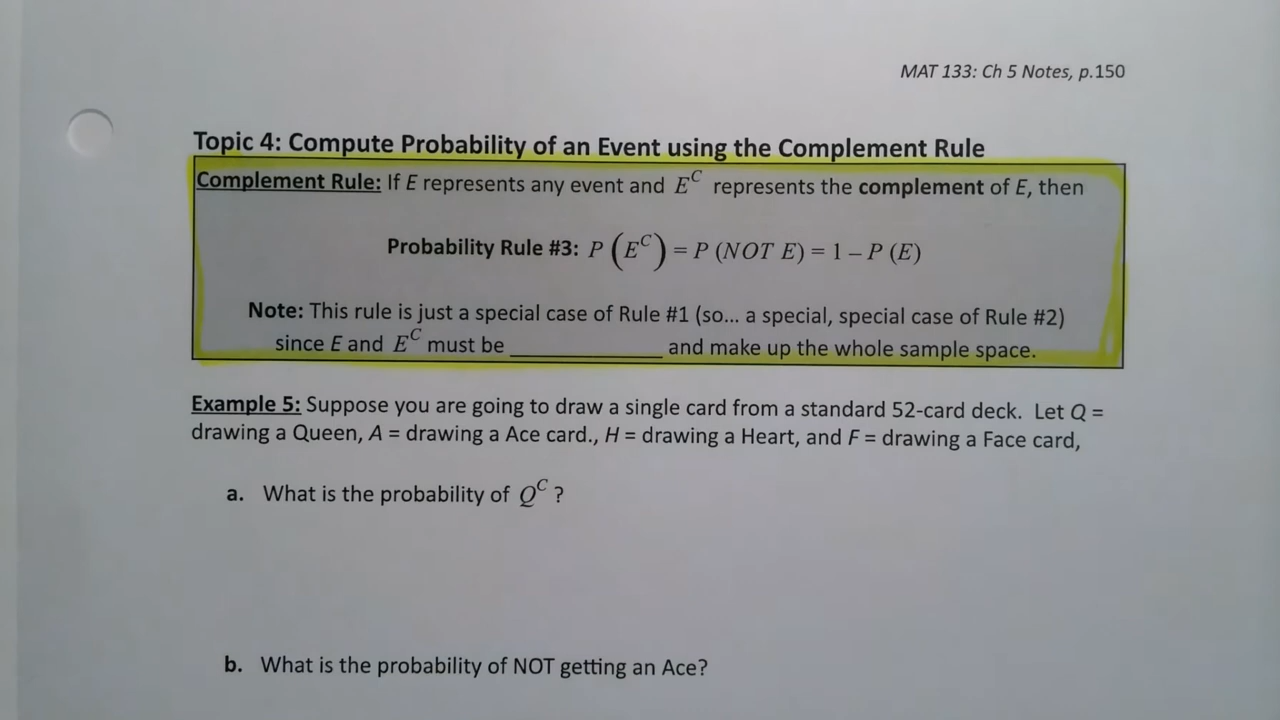 MAT 133: Ch 5 Notes, p.150
Topic 4: Compute Probability of an Event using the Complement Rule
Complement Rule: If E represents any event and E^C represents the complement of E, then
Probability Rule #3: P (E^C) = P (NOT E) = 1 – P (E)
Note: This rule is just a special case of Rule #1 (so... a special, special case of Rule #2)
since E and E^C must be ______________ and make up the whole sample space.
Example 5: Suppose you are going to draw a single card from a standard 52-card deck. Let Q =
drawing a Queen, A = drawing a Ace card., H = drawing a Heart, and F = drawing a Face card,
a. What is the probability of Q^C ?
b. What is the probability of NOT getting an Ace?